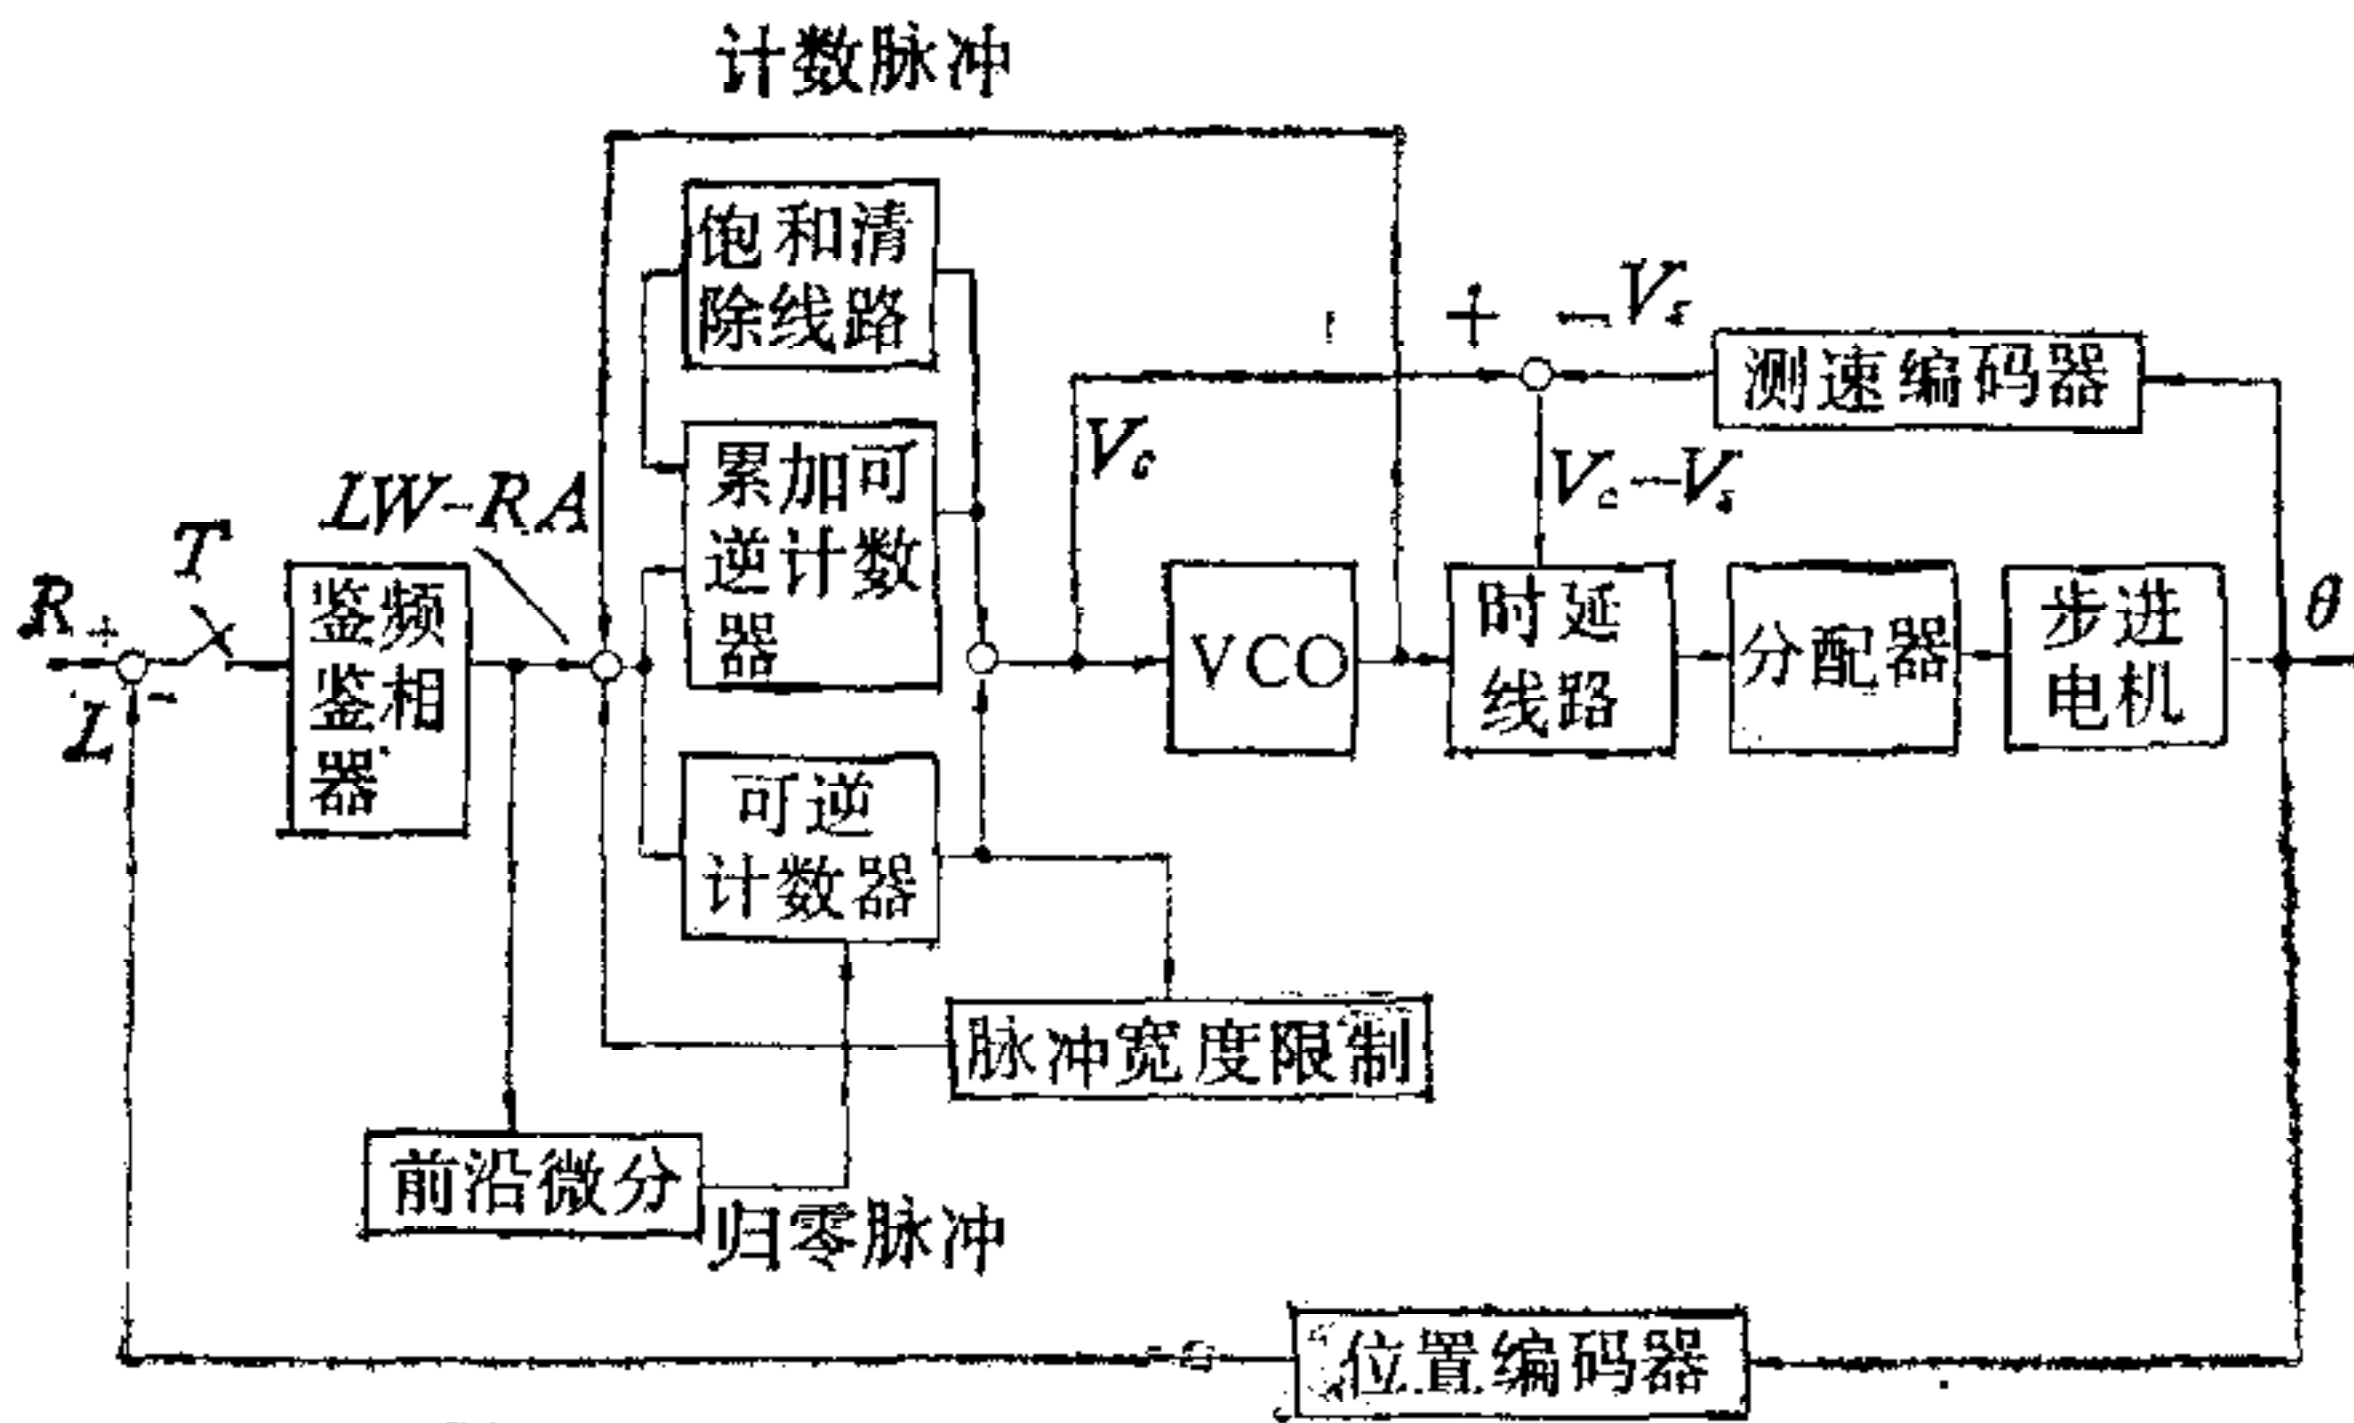 计数脉冲
饱和清
除线路
+ -Vs
测速编码器
Vc
Vc-Vs
LW-RA
累加可
逆计数
器
T
R +
L -
鉴频
鉴相
器
VCO
时延
线路
分配器
步进
电机
θ
可逆
计数器
脉冲宽度限制
前沿微分
归零脉冲
位置编码器